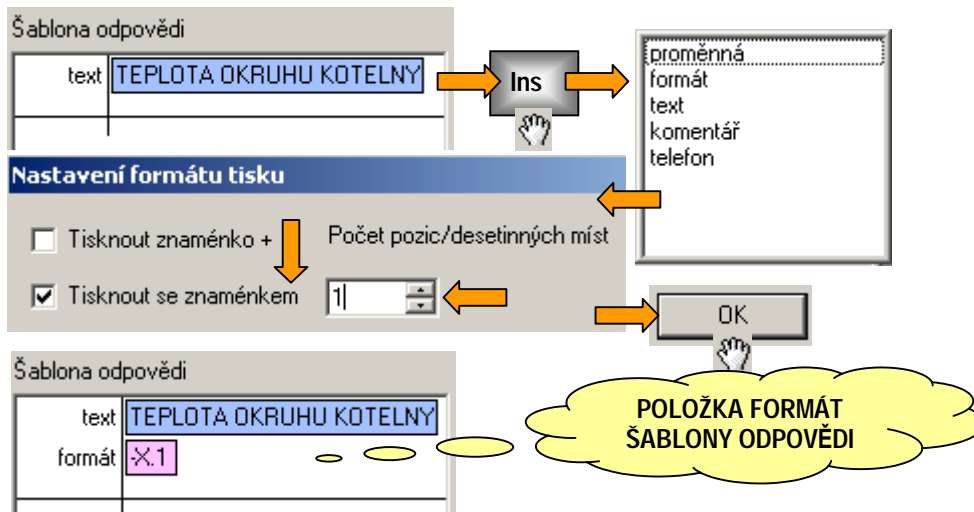 Šablona odpovědi
text TEPLOTA OKRUHU KOTELNY
Ins
proměnná
formát
text
komentář
telefon
Nastavení formátu tisku
Tisknout znaménko +
Počet pozic/desetinných míst
Tisknout se znaménkem
1
OK
Šablona odpovědi
text TEPLOTA OKRUHU KOTELNY
formát -X.1
POLOŽKA FORMÁT
ŠABLONY ODPOVĚDI